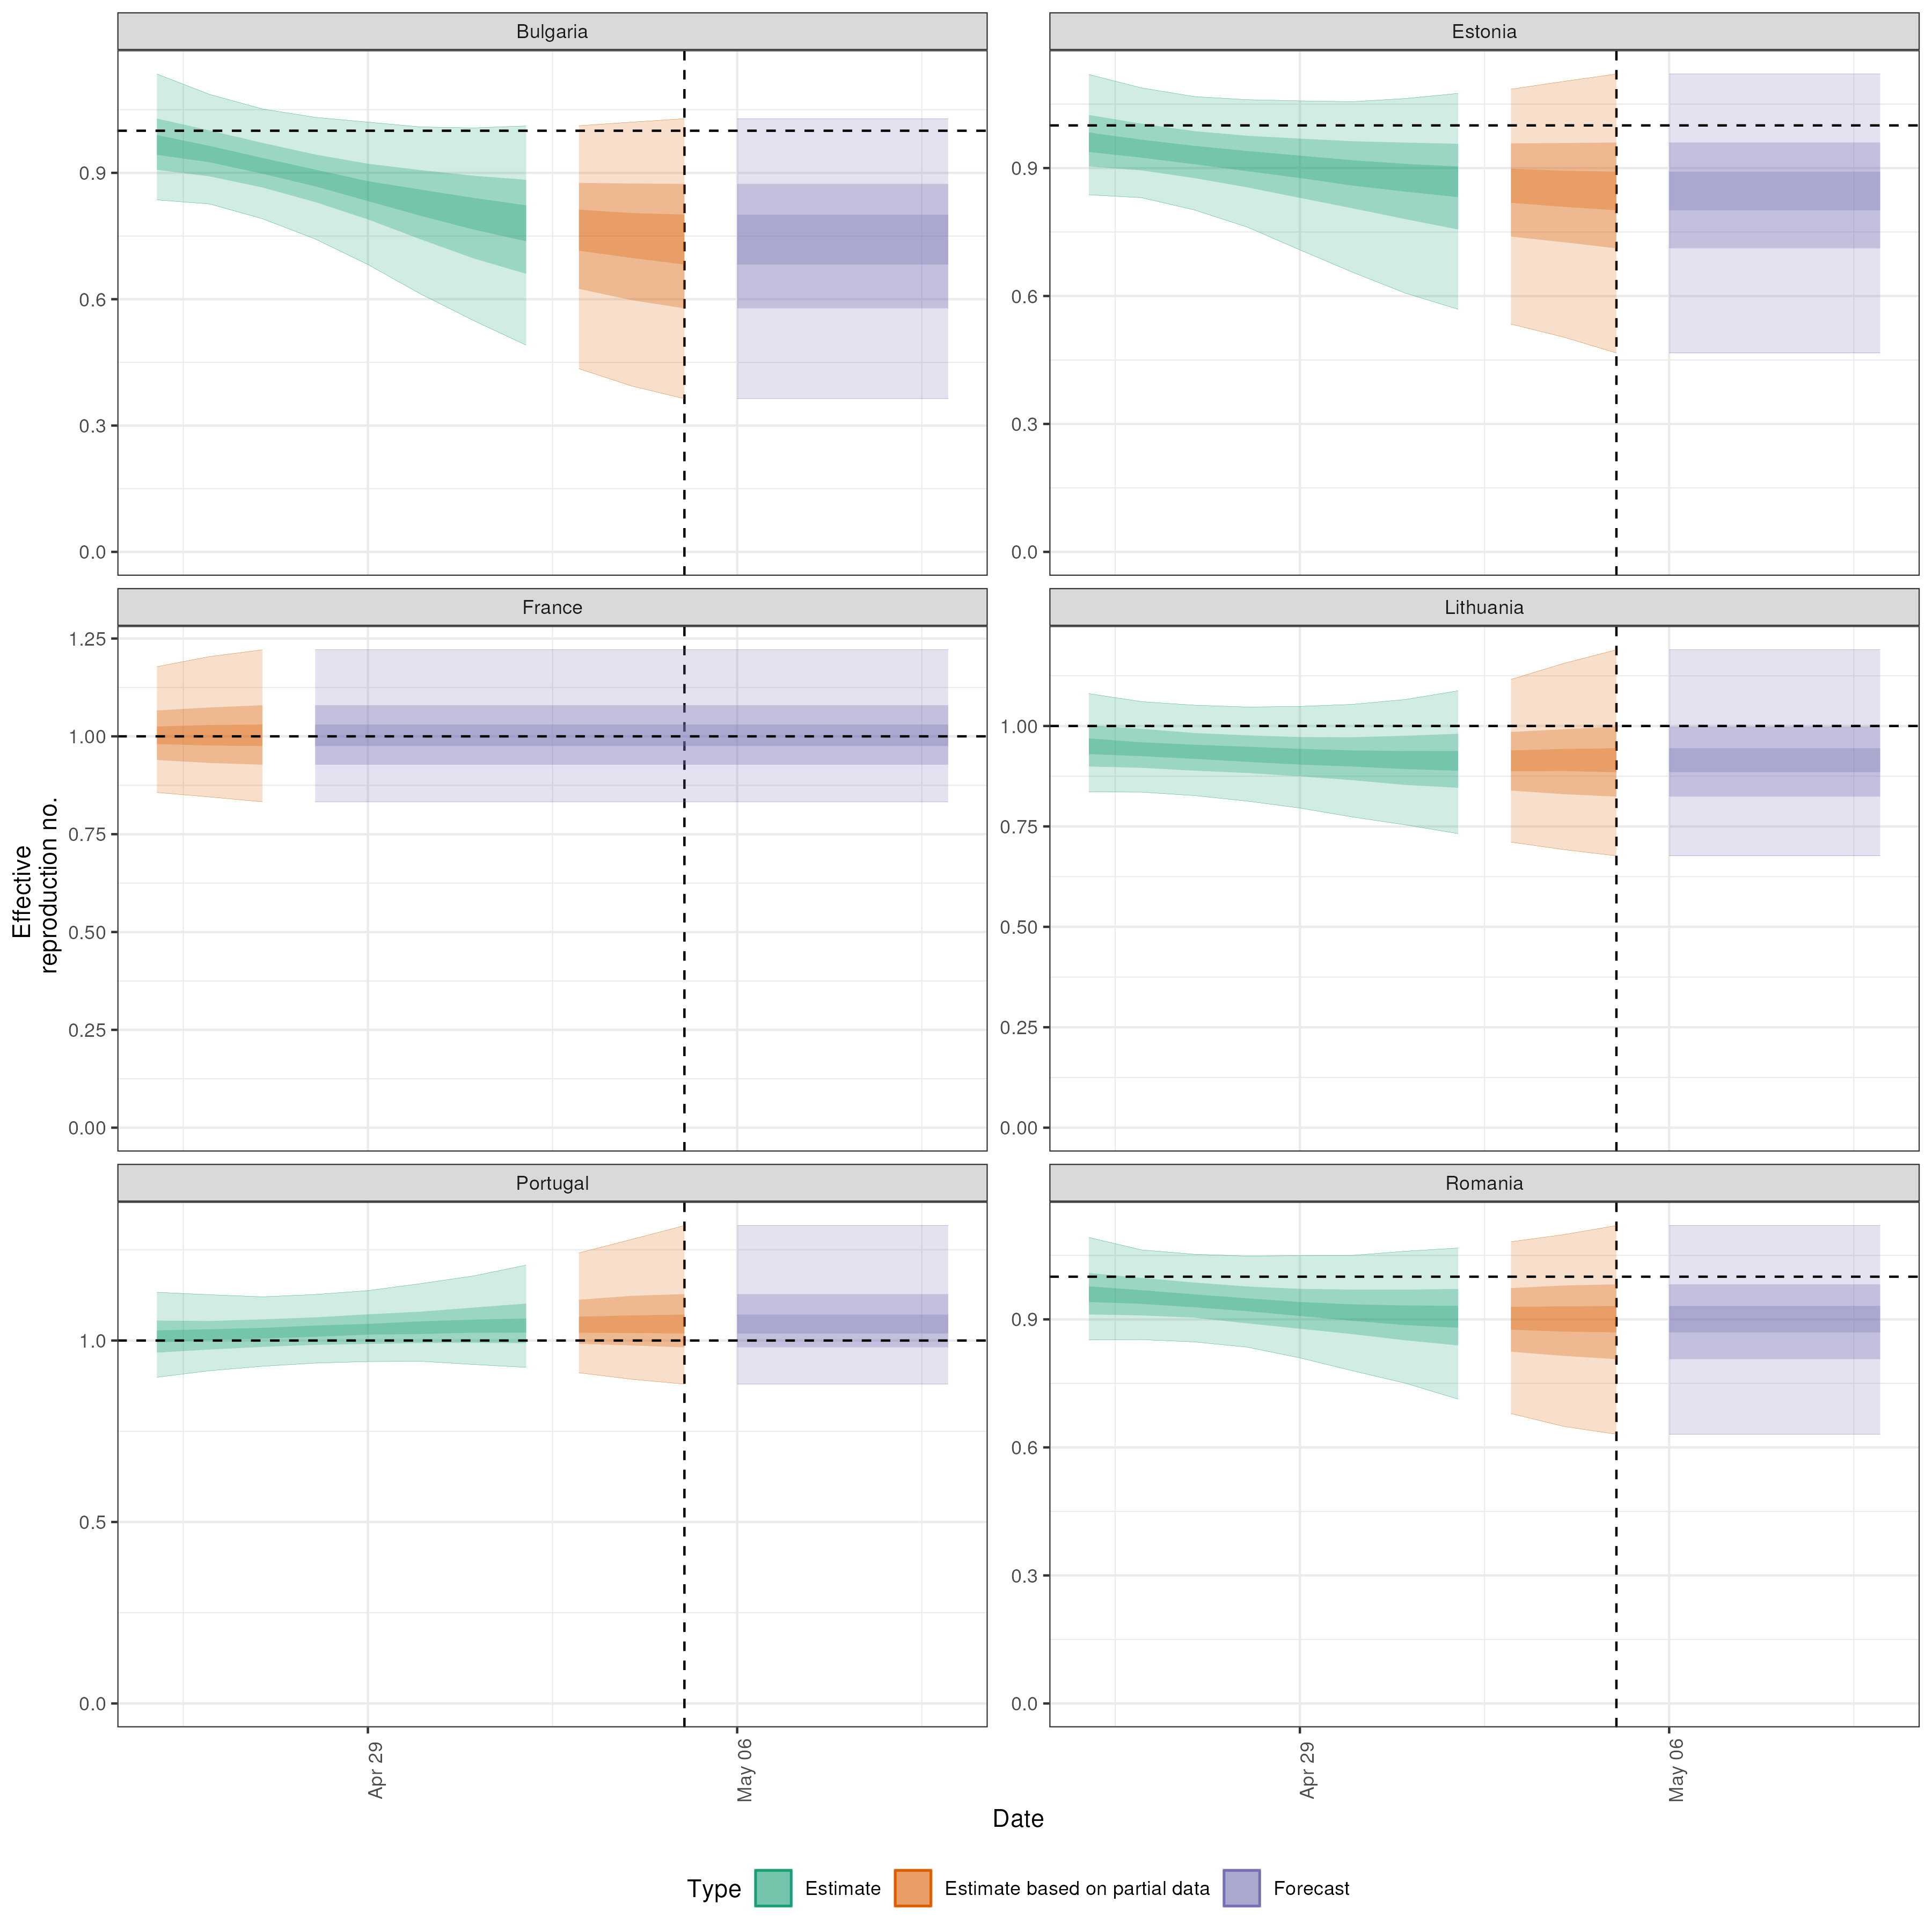 Bulgaria
Estonia
0.9
0.6
0.3
0.0
0.9
0.6
0.3
0.0
France
Lithuania
1.25
1.00
0.75
0.50
0.25
0.00
1.00
0.75
0.50
0.25
0.00
Effective
reproduction no.
Portugal
Romania
1.0
0.5
0.0
0.9
0.6
0.3
0.0
Apr 29
May 06
Apr 29
May 06
Date
Type
Estimate
Estimate based on partial data
Forecast